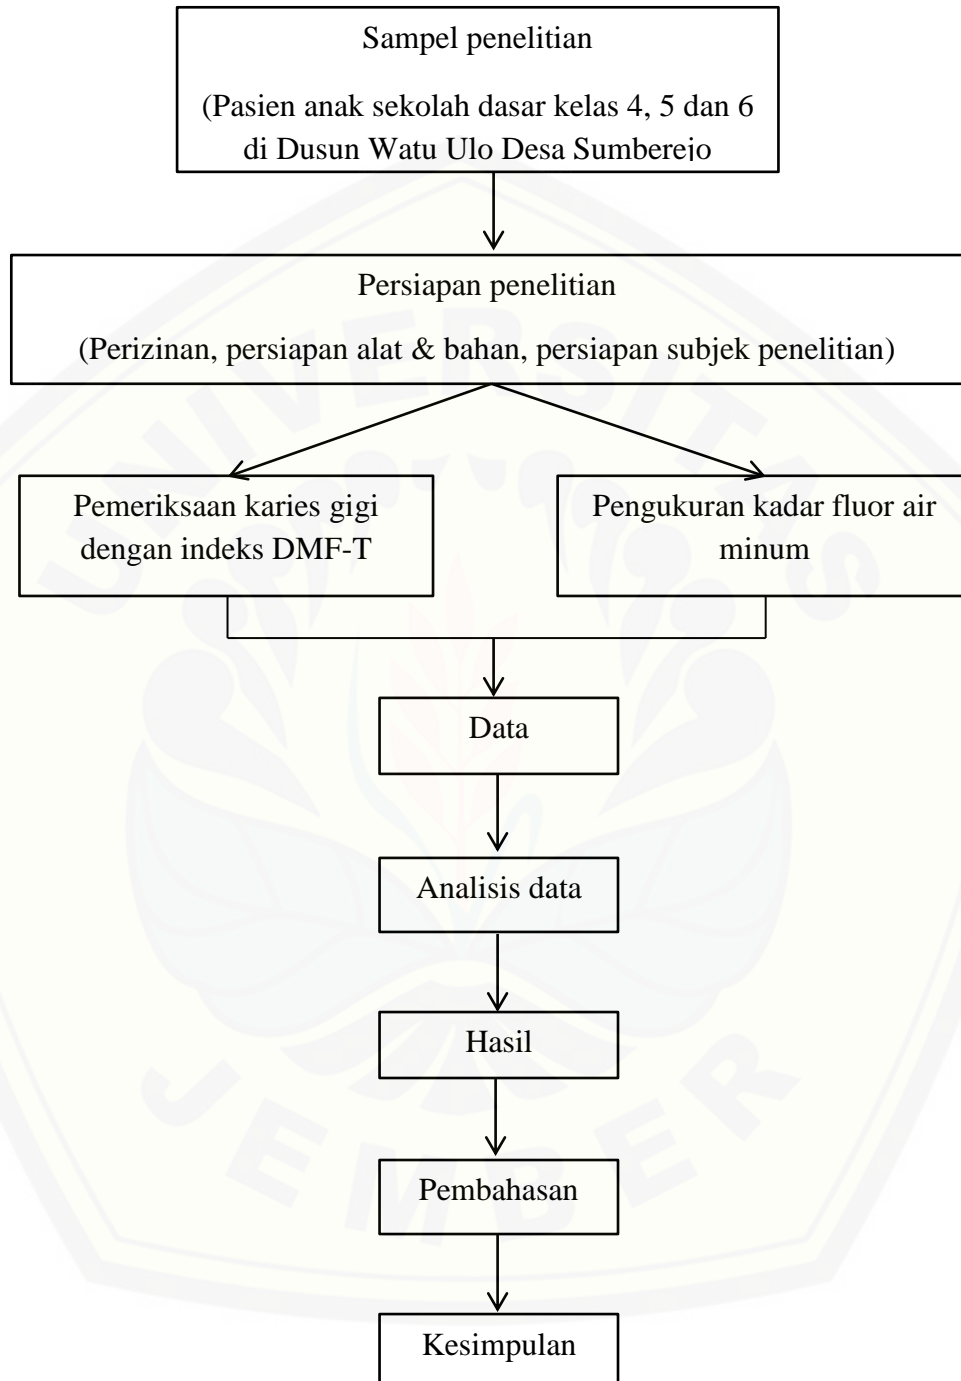 Sampel penelitian
(Pasien anak sekolah dasar kelas 4, 5 dan 6
di Dusun Watu Ulo Desa Sumberejo
Persiapan penelitian
(Perizinan, persiapan alat & bahan, persiapan subjek penelitian)
Pemeriksaan karies gigi
dengan indeks DMF-T
Pengukuran kadar fluor air
minum
Data
Analisis data
Hasil
Pembahasan
Kesimpulan
UNIVERSITAS
JEMBER